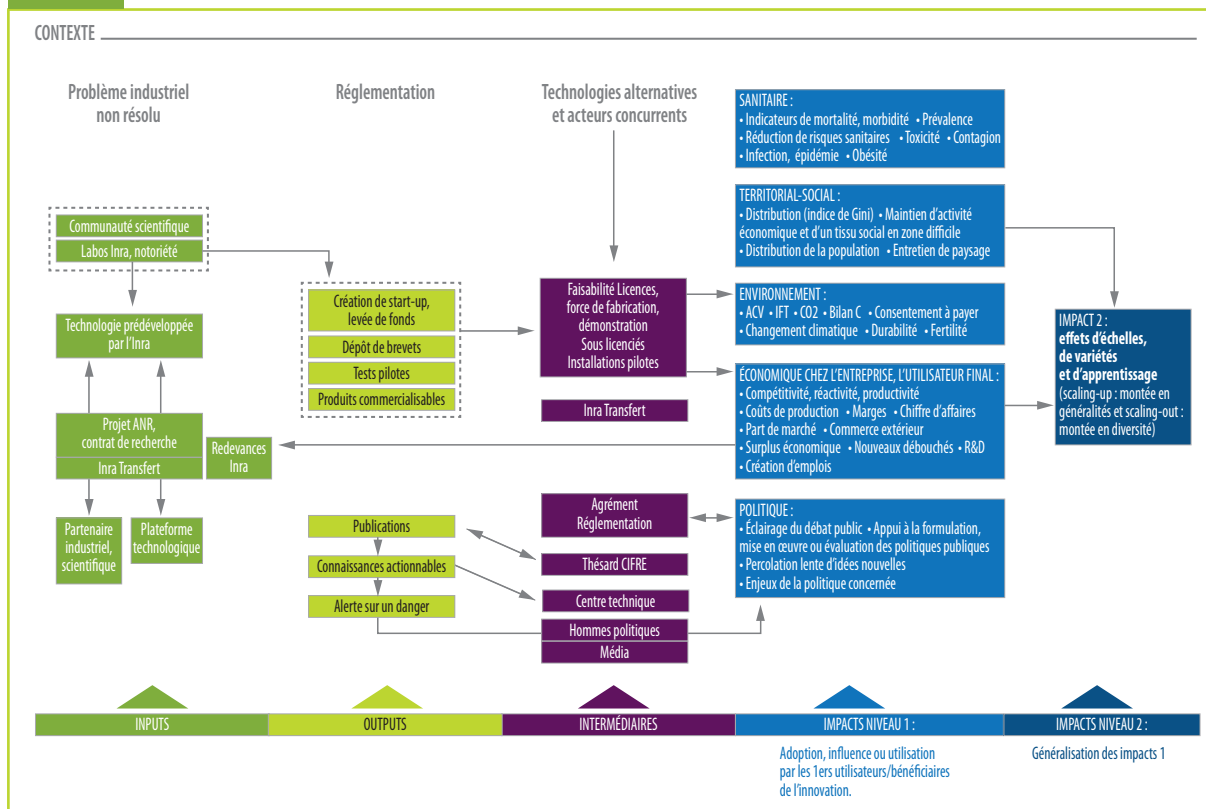 CONTEXTE
Problème industriel
non résolu
Réglementation
Technologies alternatives
et acteurs concurrents
Communauté scientifique
Labos Inra, notoriété
Technologie prédéveloppée
par l'Inra
Projet ANR,
contrat de recherche
Inra Transfert
Redevances
Inra
Partenaire
industriel,
scientifique
Plateforme
technologique
Création de start-up,
levée de fonds
Dépôt de brevets
Tests pilotes
Produits commercialisables
Publications
Connaissances actionnables
Alerte sur un danger
Faisabilité Licences,
force de fabrication,
démonstration
Sous licenciés
Installations pilotes
Inra Transfert
Agrément
Réglementation
Thésard CIFRE
Centre technique
Hommes politiques
Média
SANITAIRE :
• Indicateurs de mortalité, morbidité • Prévalence
• Réduction de risques sanitaires • Toxicité • Contagion
• Infection, épidémie • Obésité
TERRITORIAL-SOCIAL :
• Distribution (indice de Gini) • Maintien d'activité
économique et d'un tissu social en zone difficile
• Distribution de la population • Entretien de paysage
ENVIRONNEMENT :
• ACV • IFT • CO2 • Bilan C • Consentement à payer
• Changement climatique • Durabilité • Fertilité
ÉCONOMIQUE CHEZ L'ENTREPRISE, L'UTILISATEUR FINAL :
• Compétitivité, réactivité, productivité
• Coûts de production • Marges • Chiffre d'affaires
• Part de marché • Commerce extérieur
• Surplus économique • Nouveaux débouchés • R&D
• Création d'emplois
POLITIQUE :
• Éclairage du débat public • Appui à la formulation,
mise en œuvre ou évaluation des politiques publiques
• Percolation lente d'idées nouvelles
• Enjeux de la politique concernée
IMPACT 2 :
effets d'échelles,
de variétés
et d'apprentissage
(scaling-up : montée en
généralités et scaling-out :
montée en diversité)
INPUTS
OUTPUTS
INTERMÉDIAIRES
IMPACTS NIVEAU 1 :
IMPACTS NIVEAU 2 :
Adoption, influence ou utilisation
par les 1ers utilisateurs/bénéficiaires
de l'innovation.
Généralisation des impacts 1